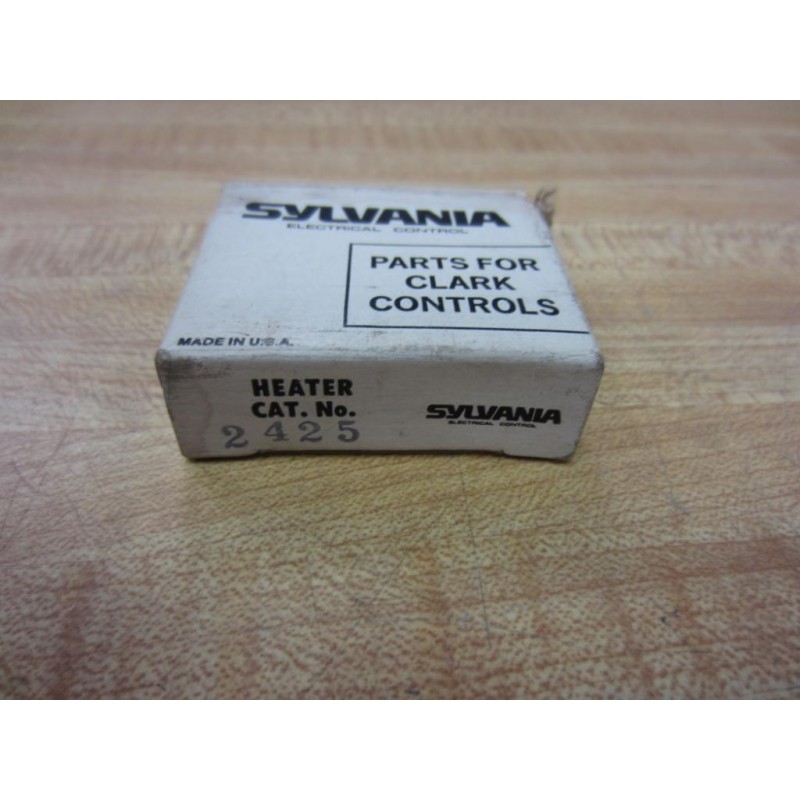 SYLVANIA
ELECTRICAL CONTROL
PARTS FOR
CLARK
CONTROLS
MADE IN U.S.A.
HEATER
CAT. No.
2425
SYLVANIA
ELECTRICAL CONTROL